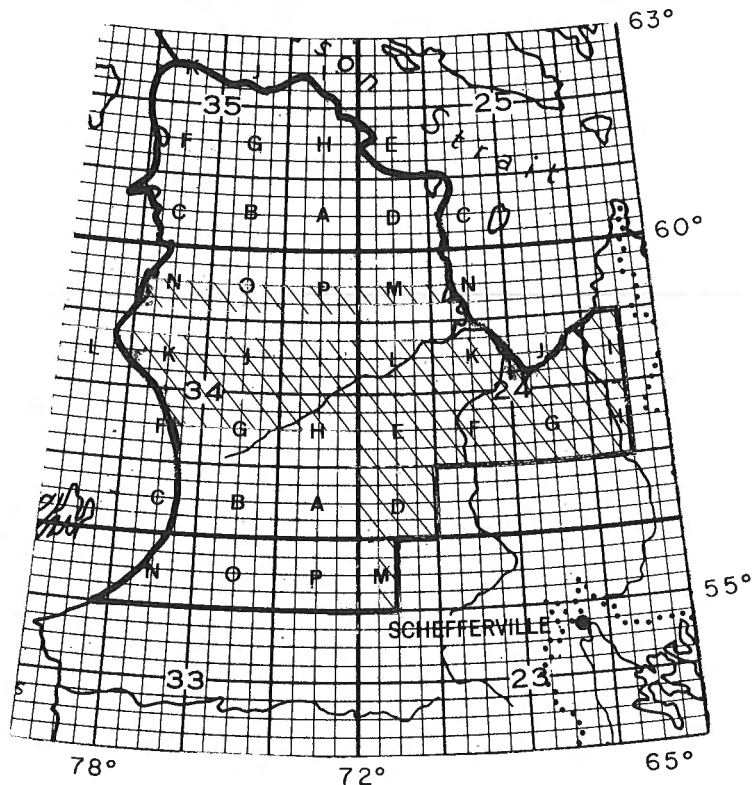 63°
K J I S O n
35 25
F G H E S t r a i t
C B A D C
60°
N O P M N
L K J I L K J I
34 24
F G H E F G H
C B A D
N O P M
55°
SCHEFFERVILLE
33 23
s
78° 72° 65°